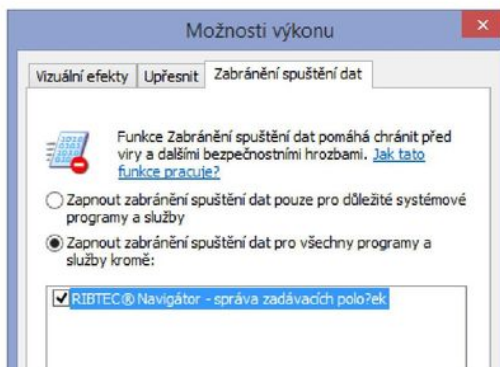 Možnosti výkonu
Vizuální efekty Upřesnit Zabránění spuštění dat
Funkce Zabránění spuštění dat pomáhá chránit před
viry a dalšími bezpečnostními hrozbami. Jak tato
funkce pracuje?
Zapnout zabránění spuštění dat pouze pro důležité systémové
programy a služby
Zapnout zabránění spuštění dat pro všechny programy a
služby kromě:
RIBTEC® Navigátor - správa zadávacích polo?ek